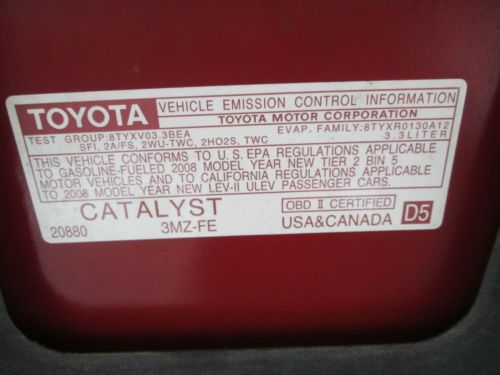 TOYOTA VEHICLE EMISSION CONTROL INFORMATION
TOYOTA MOTOR CORPORATION
TEST GROUP:8TYXV03.3BEA EVAP. FAMILY:8TYXR0130A12
SFI, 2A/FS, 2WU-TWC, 2HO2S, TWC 3.3LITER
THIS VEHICLE CONFORMS TO U.S. EPA REGULATIONS APPLICABLE
TO GASOLINE-FUELED 2008 MODEL YEAR NEW TIER 2 BIN 5
MOTOR VEHICLES AND TO CALIFORNIA REGULATIONS APPLICABLE
TO 2008 MODEL YEAR NEW LEV-II ULEV PASSENGER CARS.
CATALYST OBD II CERTIFIED
20880 3MZ-FE USA&CANADA D5